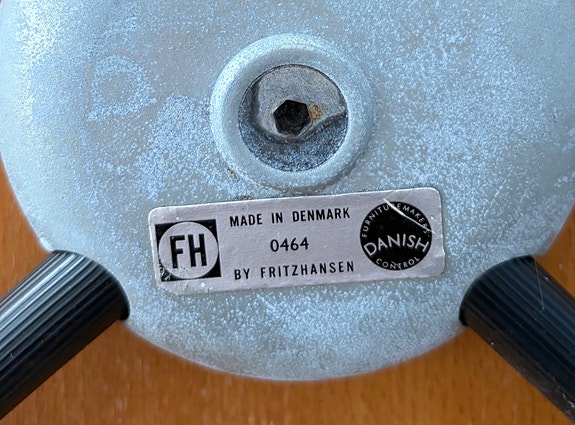 FH
MADE IN DENMARK
0464
BY FRITZHANSEN
FURNITUREMAKERS
DANISH
CONTROL